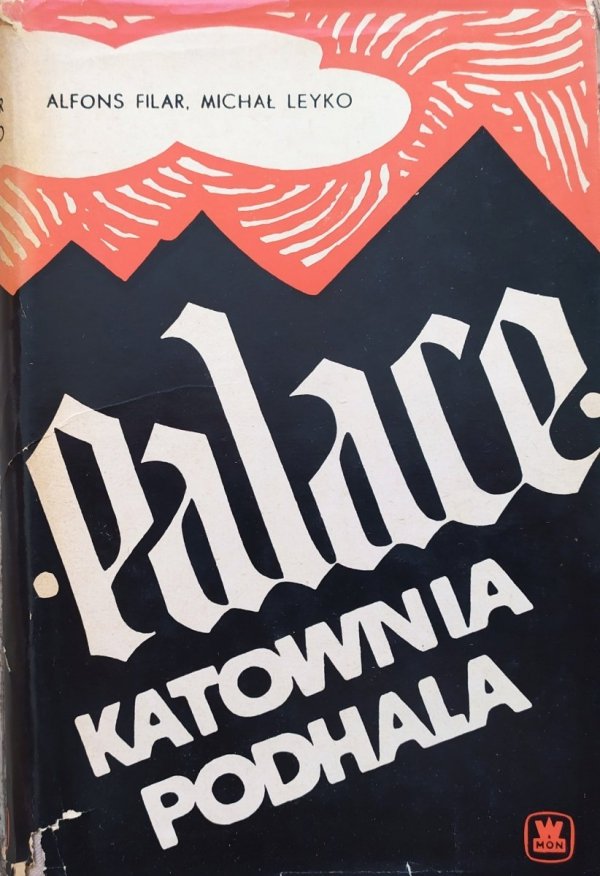 ALFONS FILAR, MICHAŁ LEYKO
Palace
KATOWNIA
PODHALA
W
MON